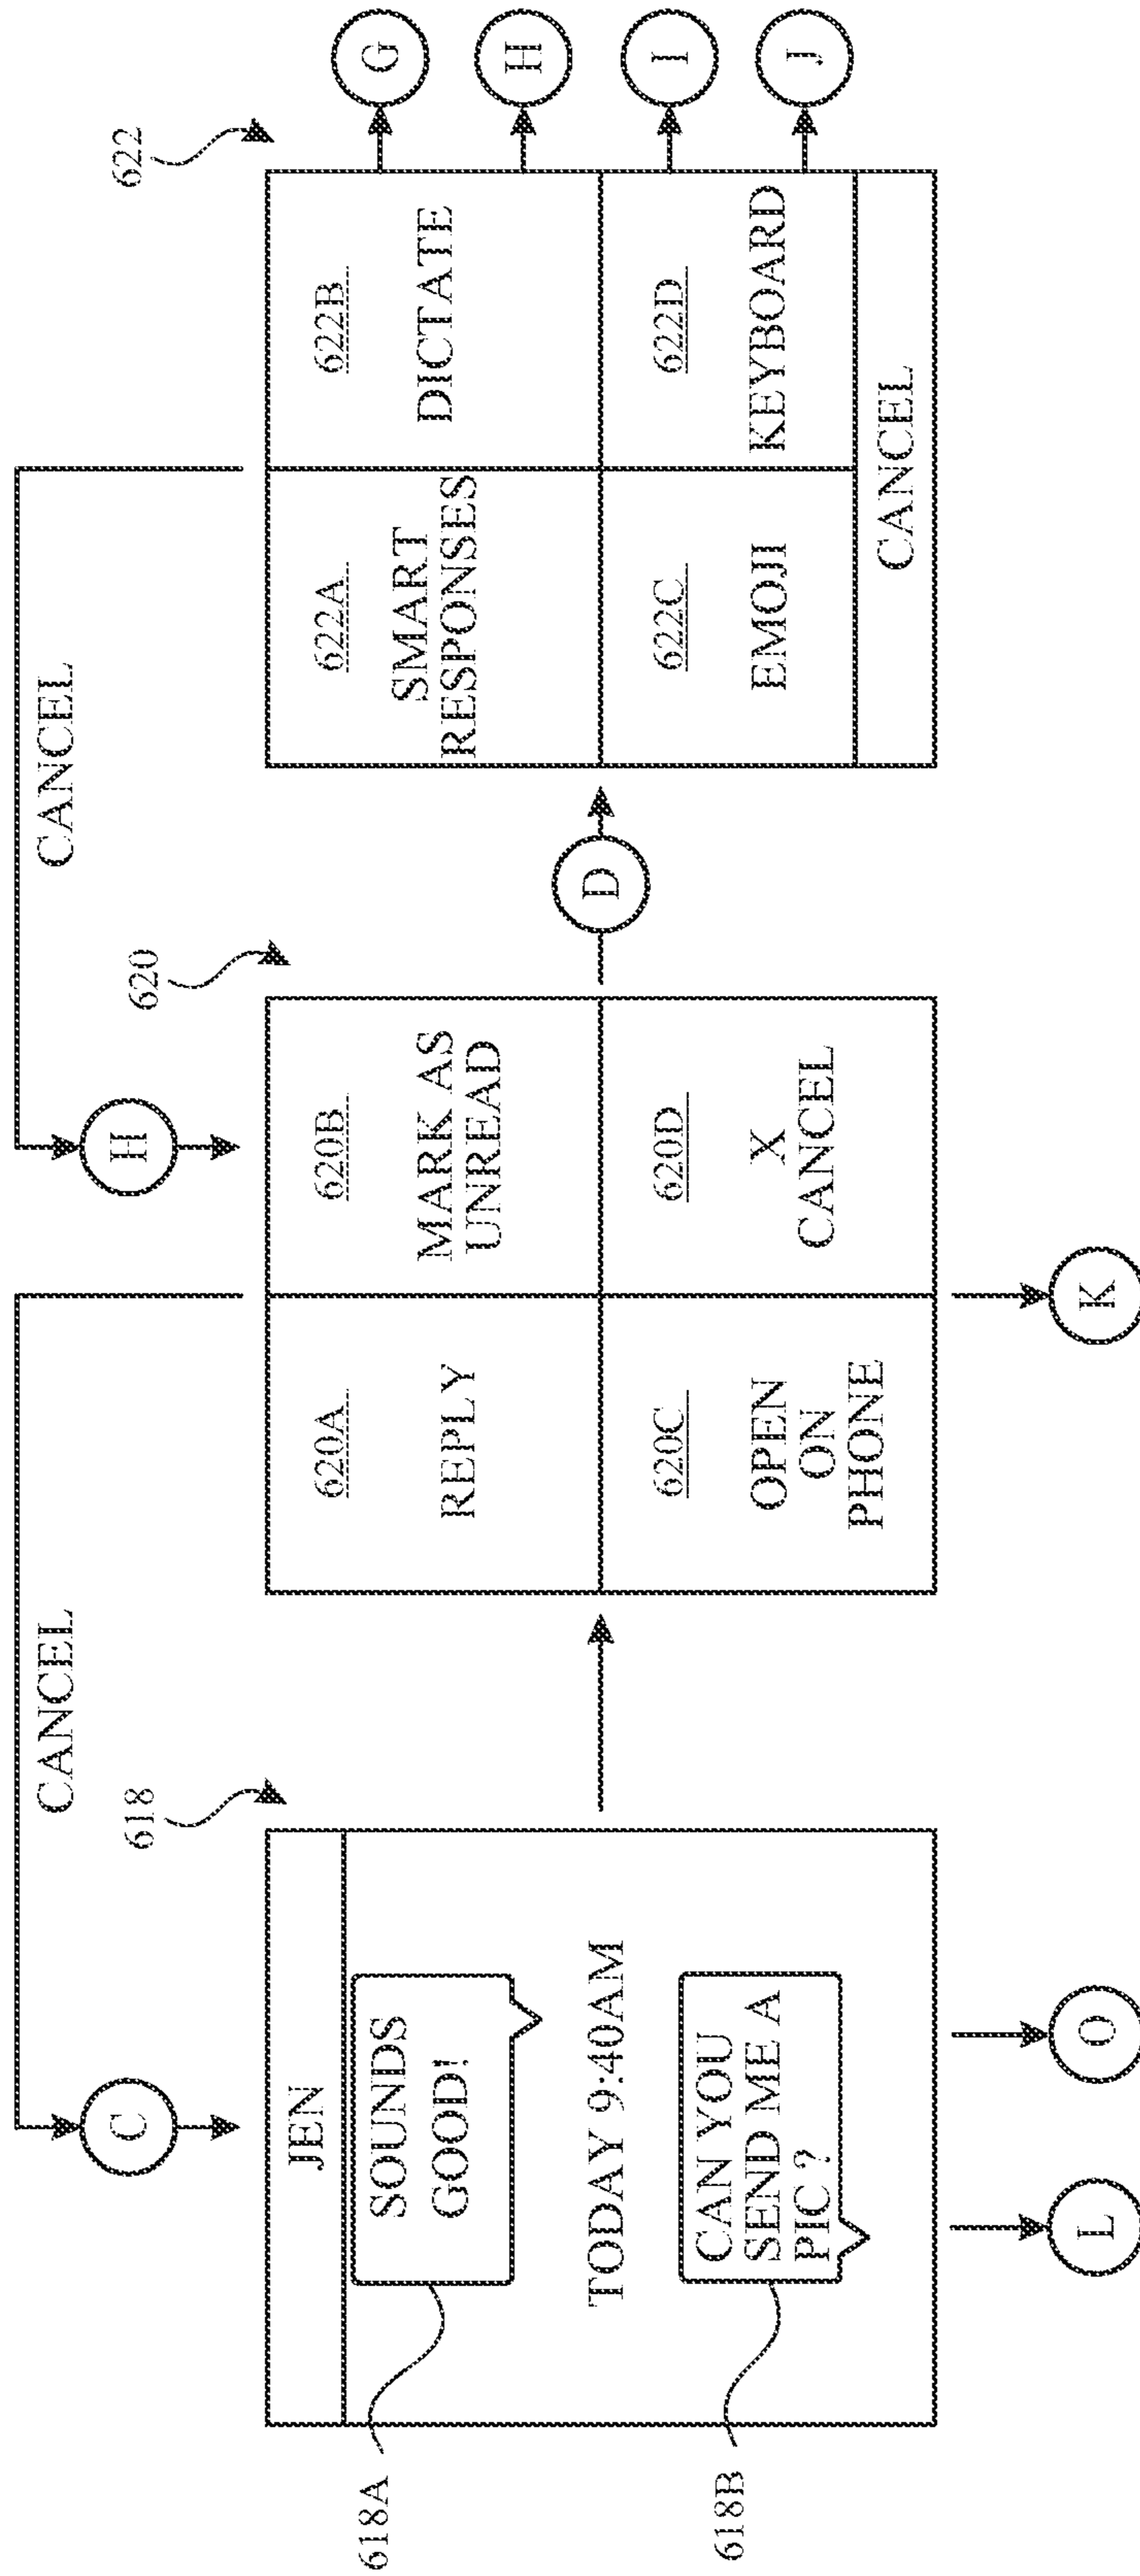 CANCEL
CANCEL
C
H
618
620
622
JEN
618A
SOUNDS
GOOD!
TODAY 9:40AM
618B
CAN YOU
SEND ME A
PIC ?
L
O
620A
REPLY
620B
MARK AS
UNREAD
620C
OPEN
ON
PHONE
620D
X
CANCEL
K
D
622A
SMART
RESPONSES
622B
DICTATE
622C
EMOJI
622D
KEYBOARD
CANCEL
G
H
I
J